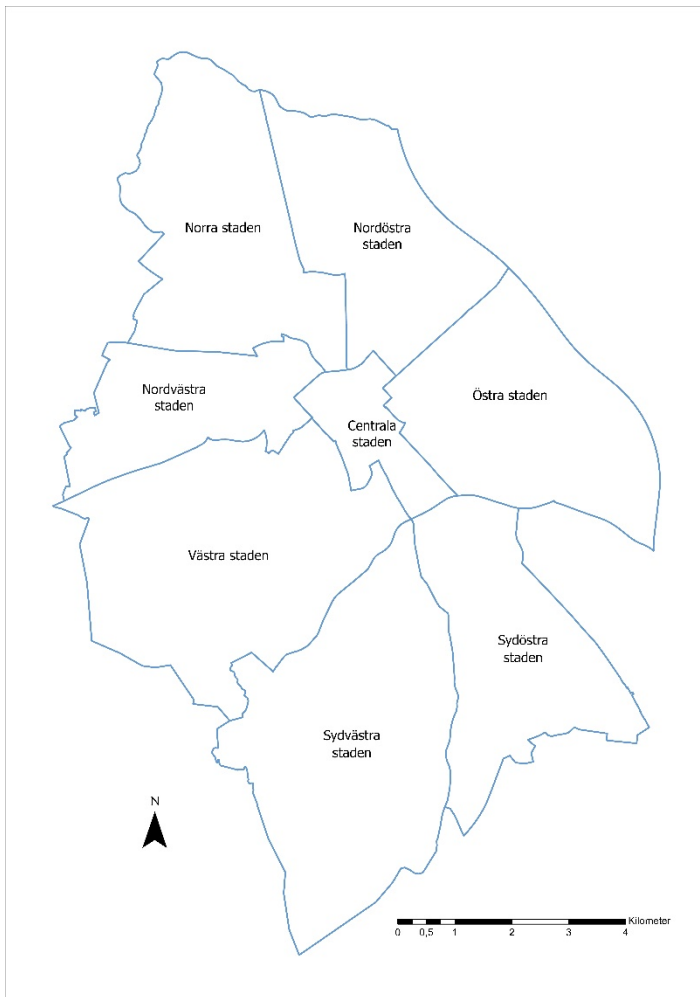 Norra staden
Nordöstra
staden
Nordvästra
staden
Centrala
staden
Östra staden
Västra staden
Sydöstra
staden
Sydvästra
staden
N
Kilometer
0 0,5 1 2 3 4